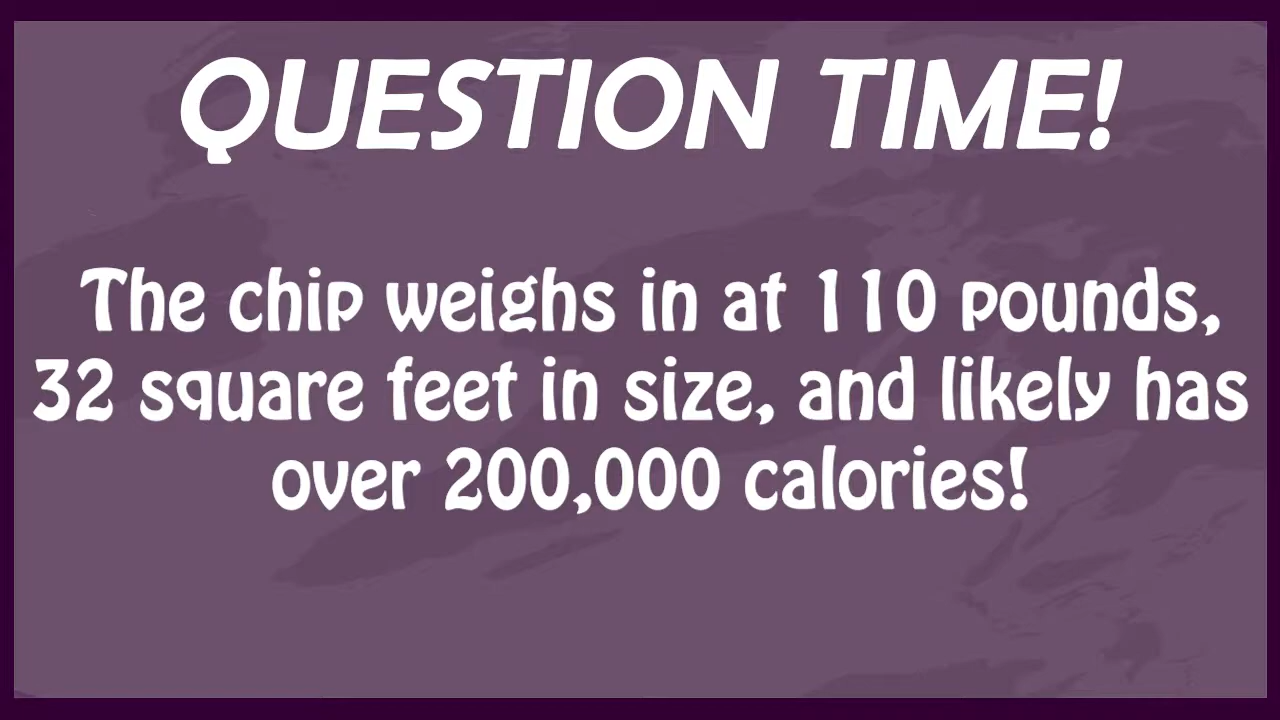 QUESTION TIME!
The chip weighs in at 110 pounds,
32 square feet in size, and likely has
over 200,000 calories!